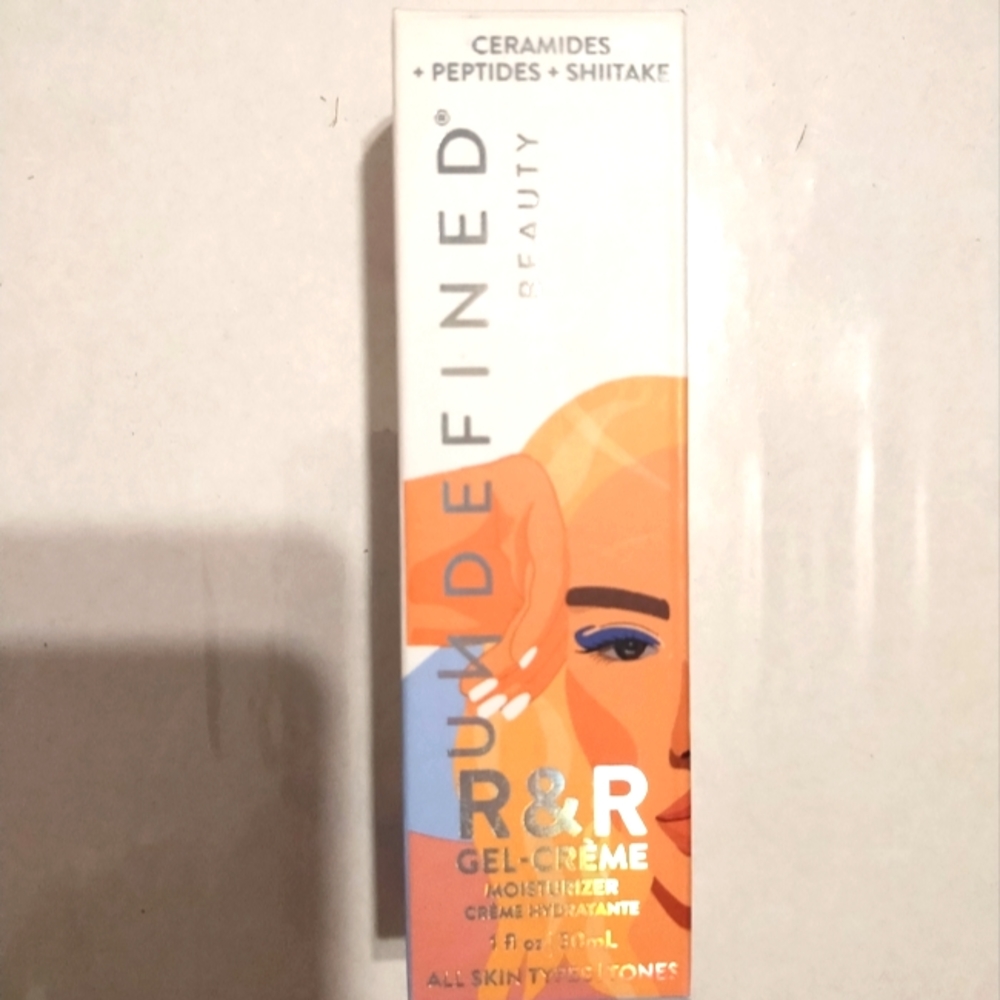 CERAMIDES
+ PEPTIDES + SHIITAKE
UNDEFINED®
BEAUTY
R&R
GEL-CRÈME
MOISTURIZER
CRÈME HYDRATANTE
1 fl oz | 30mL
ALL SKIN TYPES | TONES